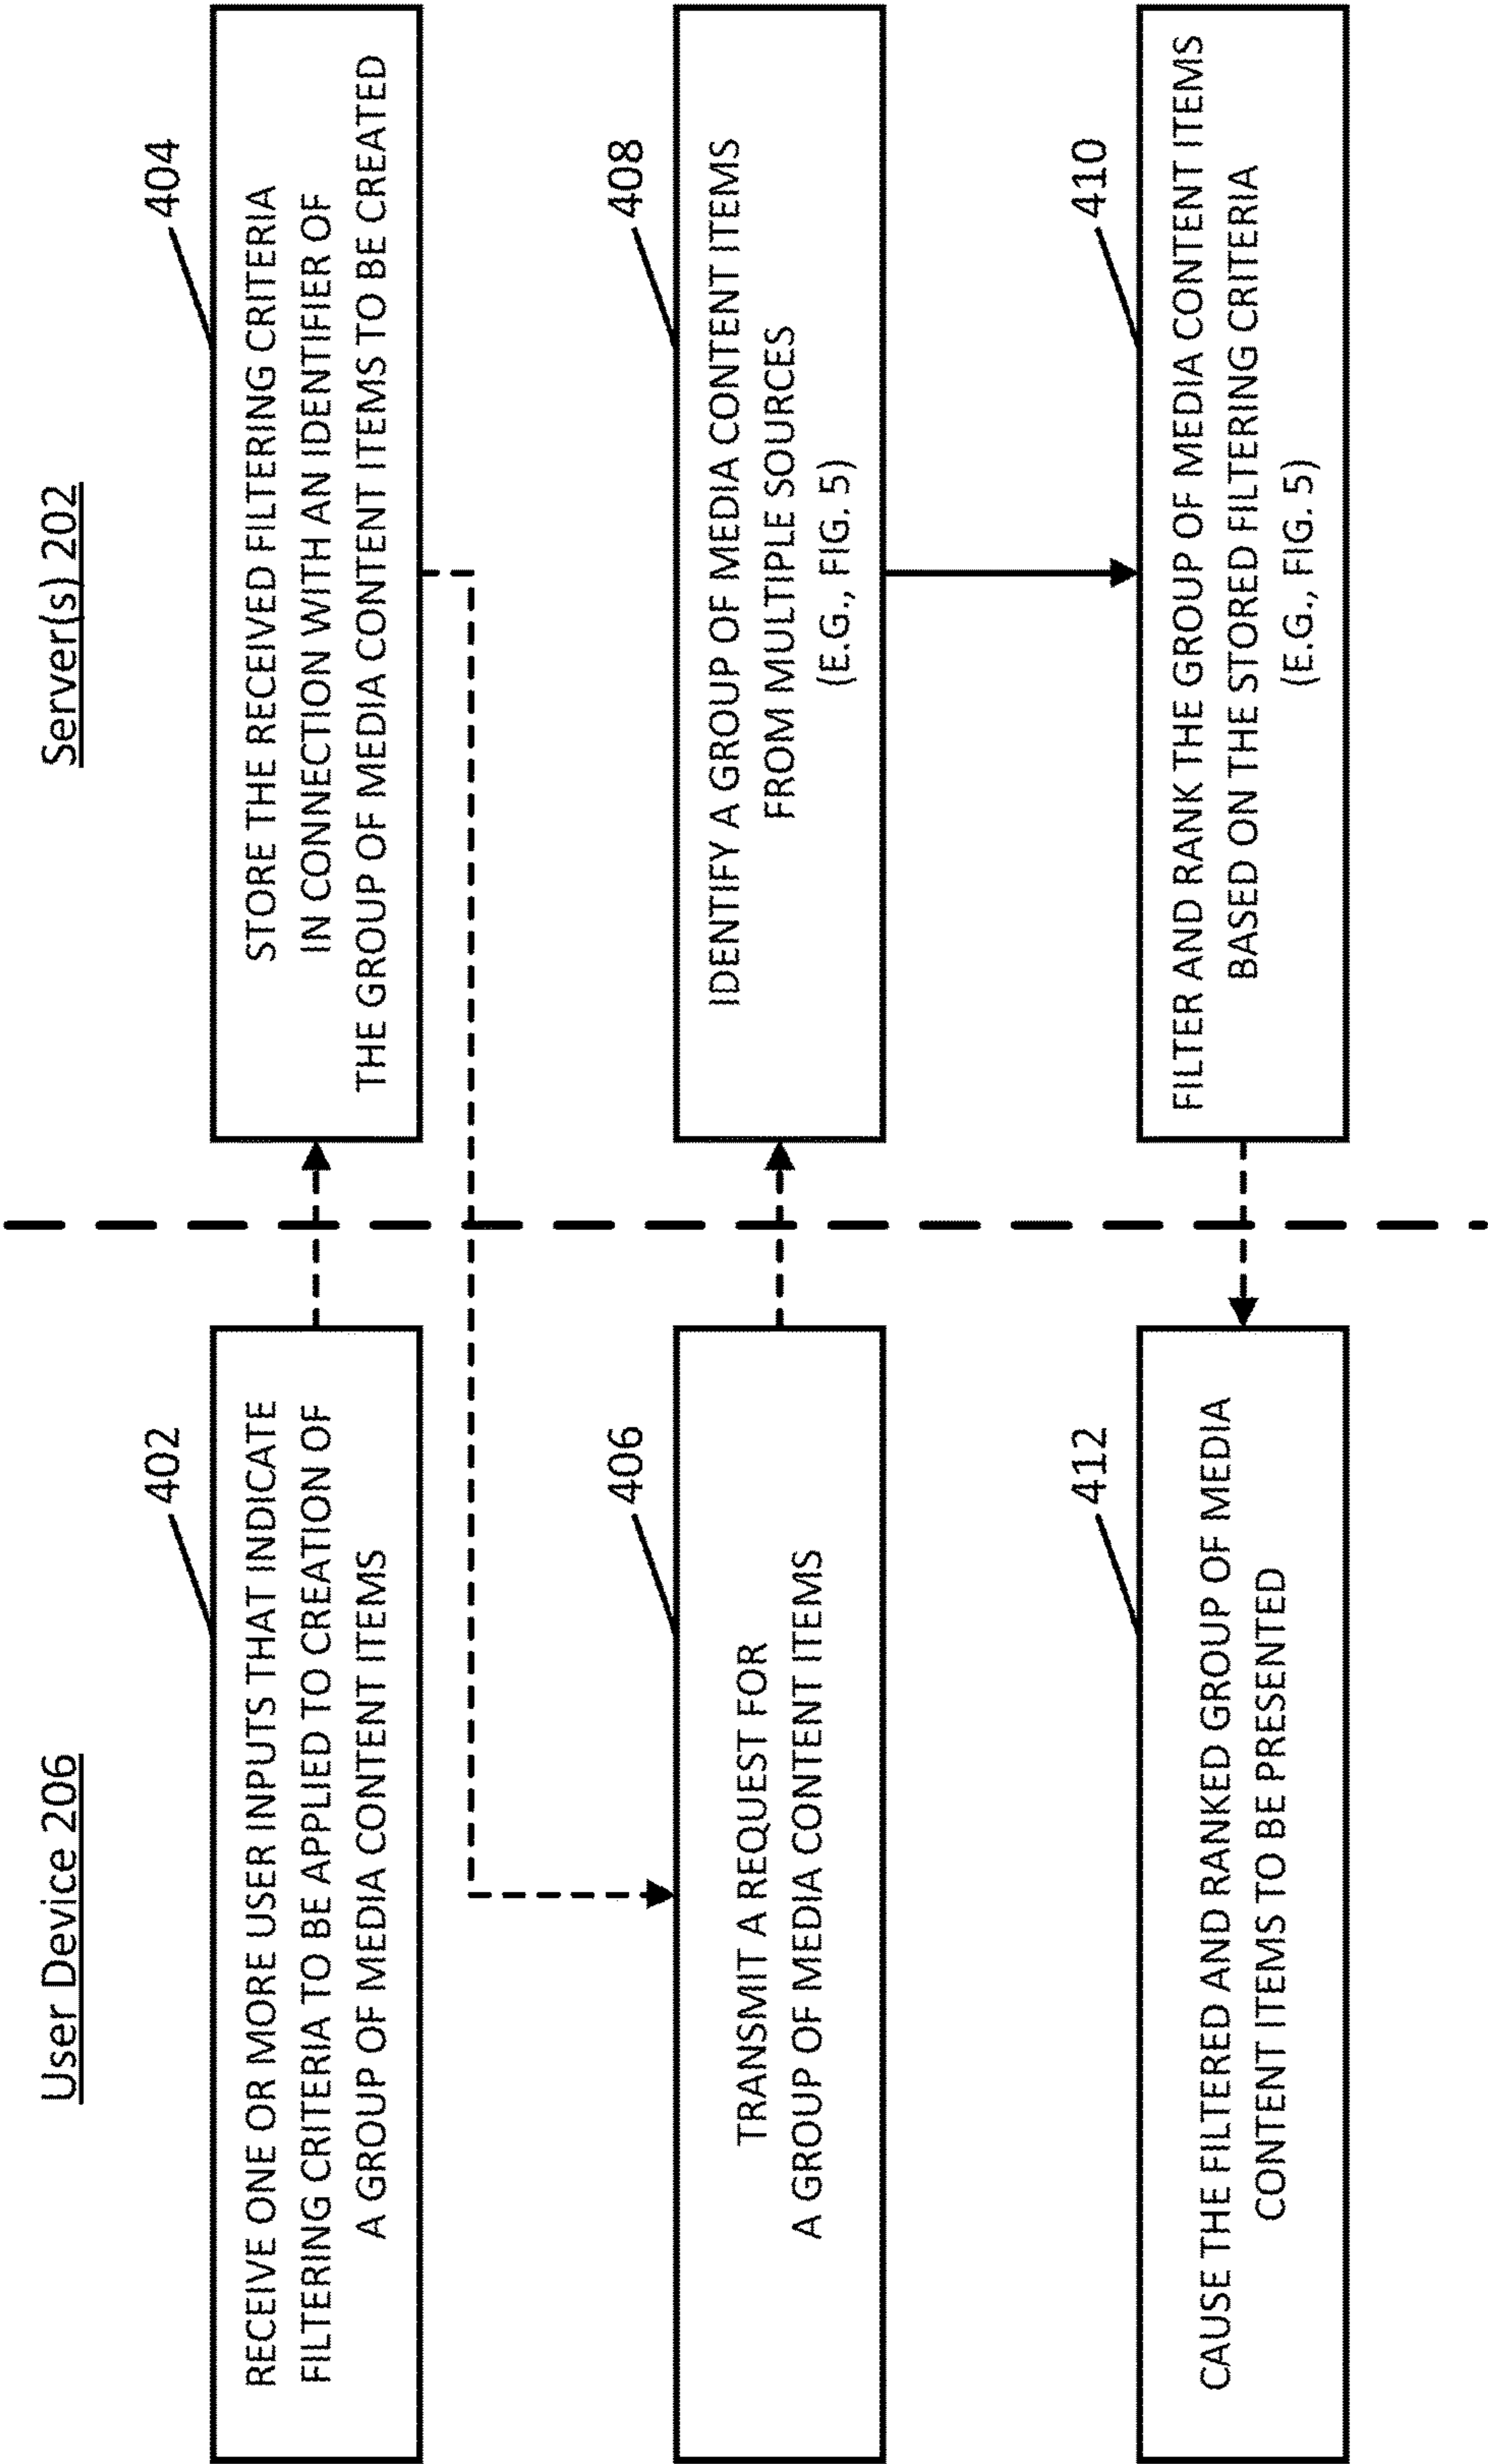 User Device 206
Server(s) 202
402
RECEIVE ONE OR MORE USER INPUTS THAT INDICATE
FILTERING CRITERIA TO BE APPLIED TO CREATION OF
A GROUP OF MEDIA CONTENT ITEMS
404
STORE THE RECEIVED FILTERING CRITERIA
IN CONNECTION WITH AN IDENTIFIER OF
THE GROUP OF MEDIA CONTENT ITEMS TO BE CREATED
406
TRANSMIT A REQUEST FOR
A GROUP OF MEDIA CONTENT ITEMS
408
IDENTIFY A GROUP OF MEDIA CONTENT ITEMS
FROM MULTIPLE SOURCES
(E.G., FIG. 5)
410
FILTER AND RANK THE GROUP OF MEDIA CONTENT ITEMS
BASED ON THE STORED FILTERING CRITERIA
(E.G., FIG. 5)
412
CAUSE THE FILTERED AND RANKED GROUP OF MEDIA
CONTENT ITEMS TO BE PRESENTED